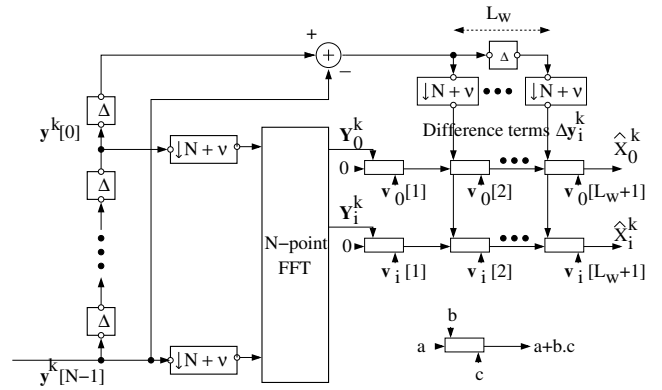 L_w
+ + −
Δ
Δ
↓N + ν ••• ↓N + ν
y^k[0]
Difference terms Δy_i^k
Y_0^k
X̂_0^k
↓N + ν
0
v_0[1] v_0[2] ••• v_0[L_w+1]
Δ
Y_i^k
N−point
FFT
0
X̂_i^k
v_i[1] v_i[2] ••• v_i[L_w+1]
Δ
b
a
a+b.c
c
↓N + ν
y^k[N−1]